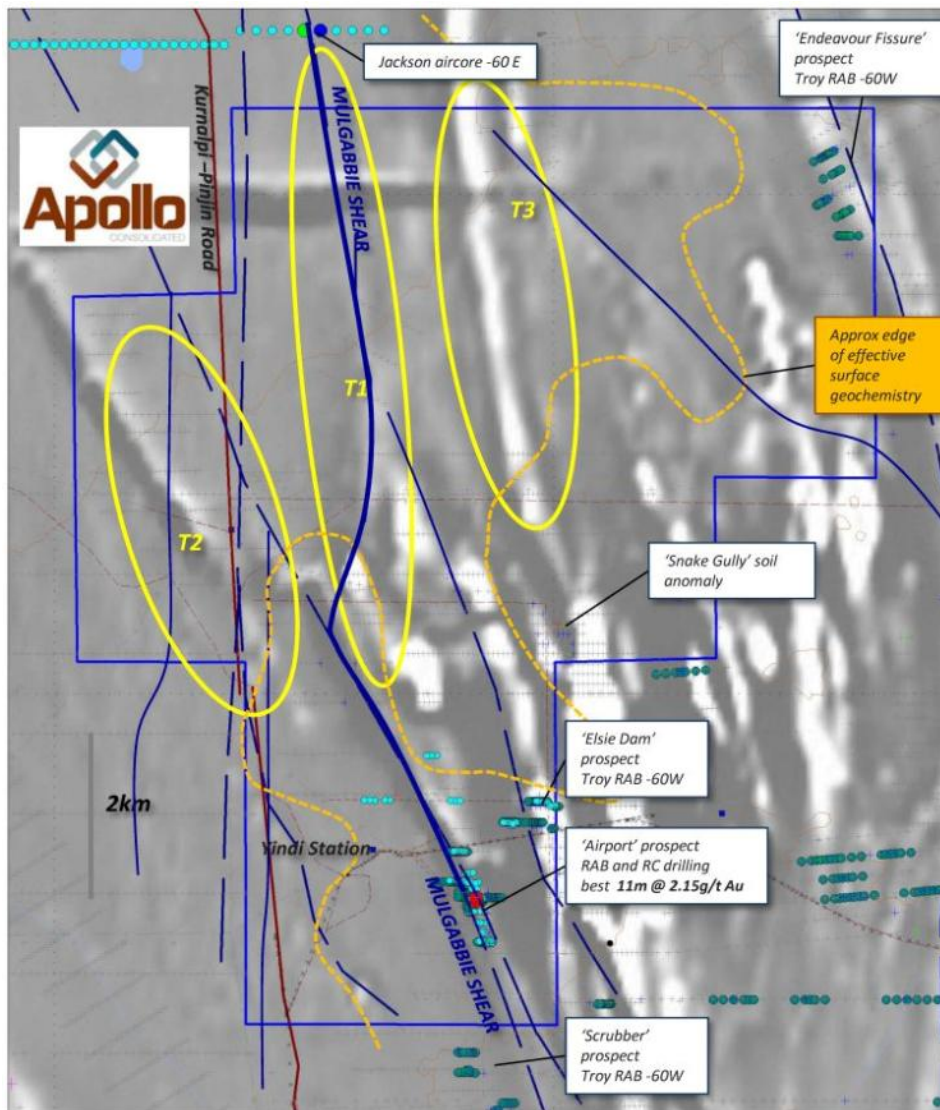 'Endeavour Fissure'
prospect
Troy RAB -60W
Jackson aircore -60 E
MULGABBIE SHEAR
Kurnalpi –Pinjin Road
Apollo
CONSOLIDATED
T3
Approx edge
of effective
surface
geochemistry
T1
T2
'Snake Gully' soil
anomaly
'Elsie Dam'
prospect
Troy RAB -60W
2km
Yindi Station
'Airport' prospect
RAB and RC drilling
best 11m @ 2.15g/t Au
MULGABBIE SHEAR
'Scrubber'
prospect
Troy RAB -60W